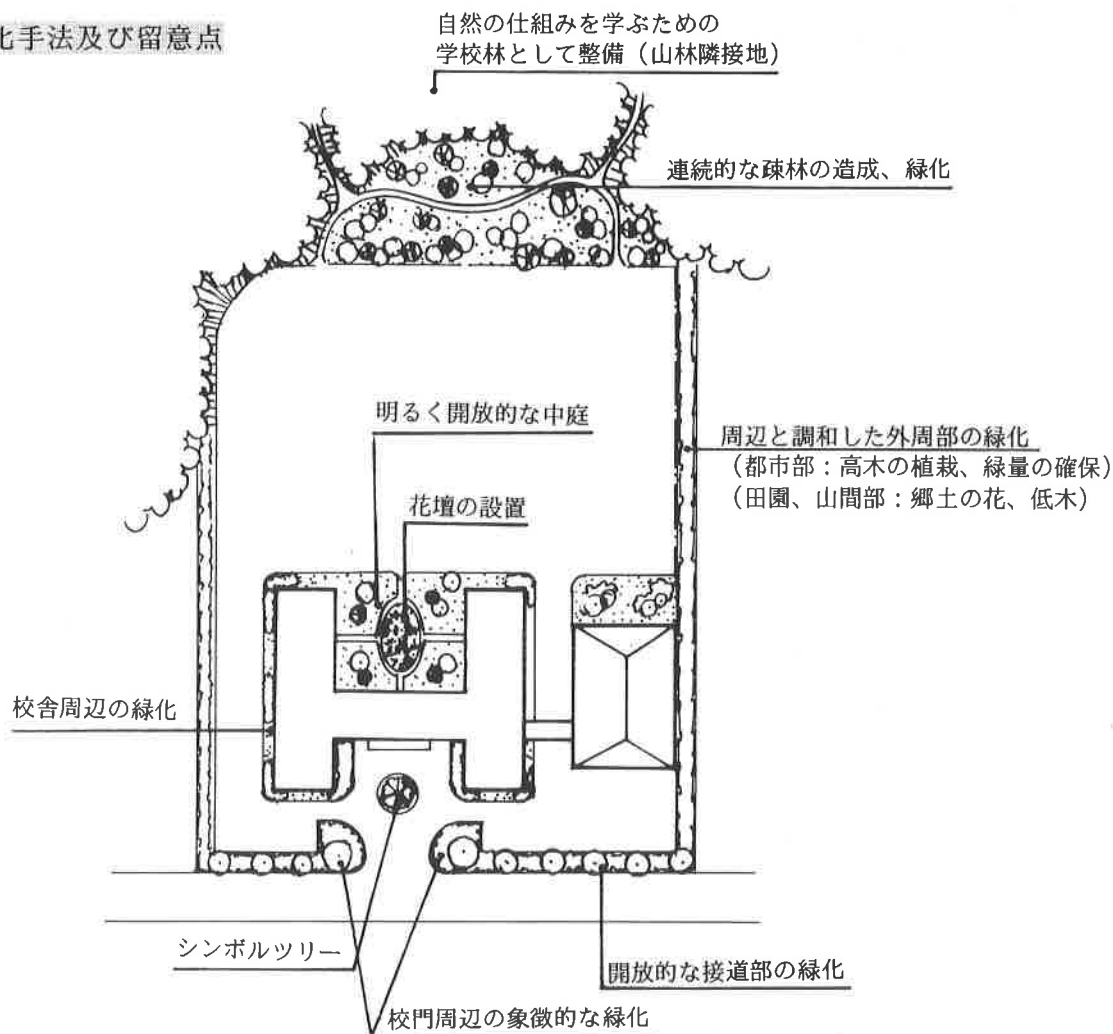 化手法及び留意点
自然の仕組みを学ぶための
学校林として整備（山林隣接地）
連続的な疎林の造成、緑化
明るく開放的な中庭
周辺と調和した外周部の緑化
（都市部：高木の植栽、緑量の確保）
（田園、山間部：郷土の花、低木）
花壇の設置
校舎周辺の緑化
シンボルツリー
開放的な接道部の緑化
校門周辺の象徴的な緑化